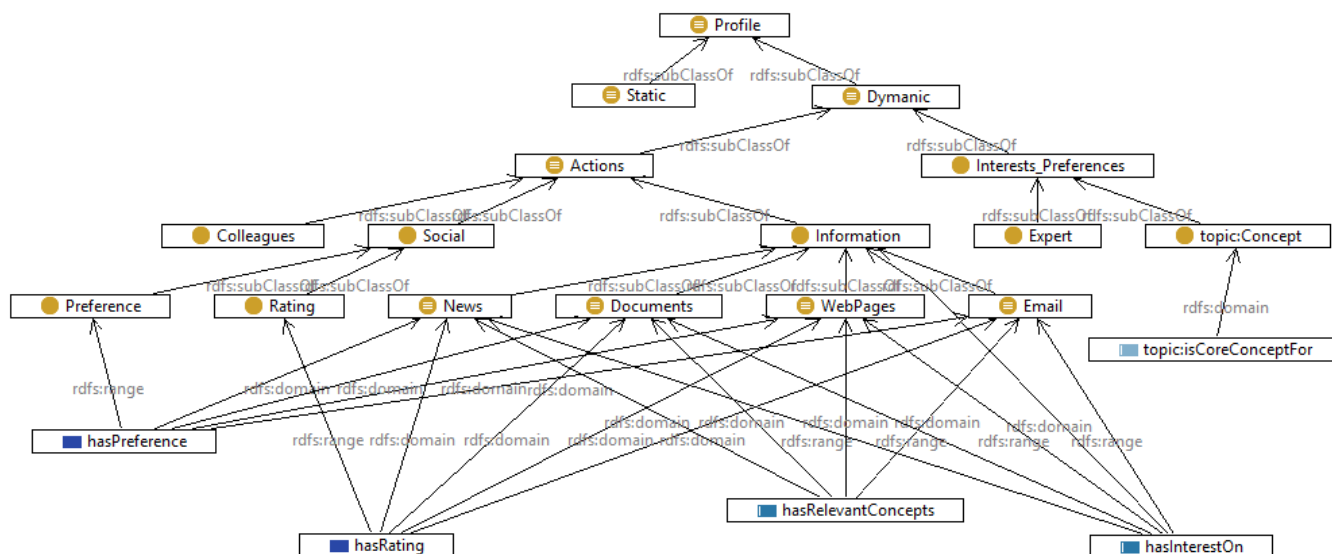 Profile
rdfs:subClassOf rdfs:subClassOf
Static Dymanic
rdfs:subClassOf rdfs:subClassOf
Actions Interests_Preferences
rdfs:subClassOf rdfs:subClassOf rdfs:subClassOf rdfs:subClassOf rdfs:subClassOf
Colleagues Social Information Expert topic:Concept
rdfs:subClassOf rdfs:subClassOf rdfs:subClassOf rdfs:subClassOf rdfs:subClassOf rdfs:subClassOf
Preference Rating News Documents WebPages Email rdfs:domain
topic:isCoreConceptFor
rdfs:range rdfs:domain rdfs:domain rdfs:domain rdfs:domain
rdfs:domain rdfs:domain rdfs:domain rdfs:domain
hasPreference rdfs:range rdfs:domain rdfs:domain rdfs:domain rdfs:domain rdfs:range rdfs:range rdfs:domain
hasRelevantConcepts
hasRating hasInterestOn